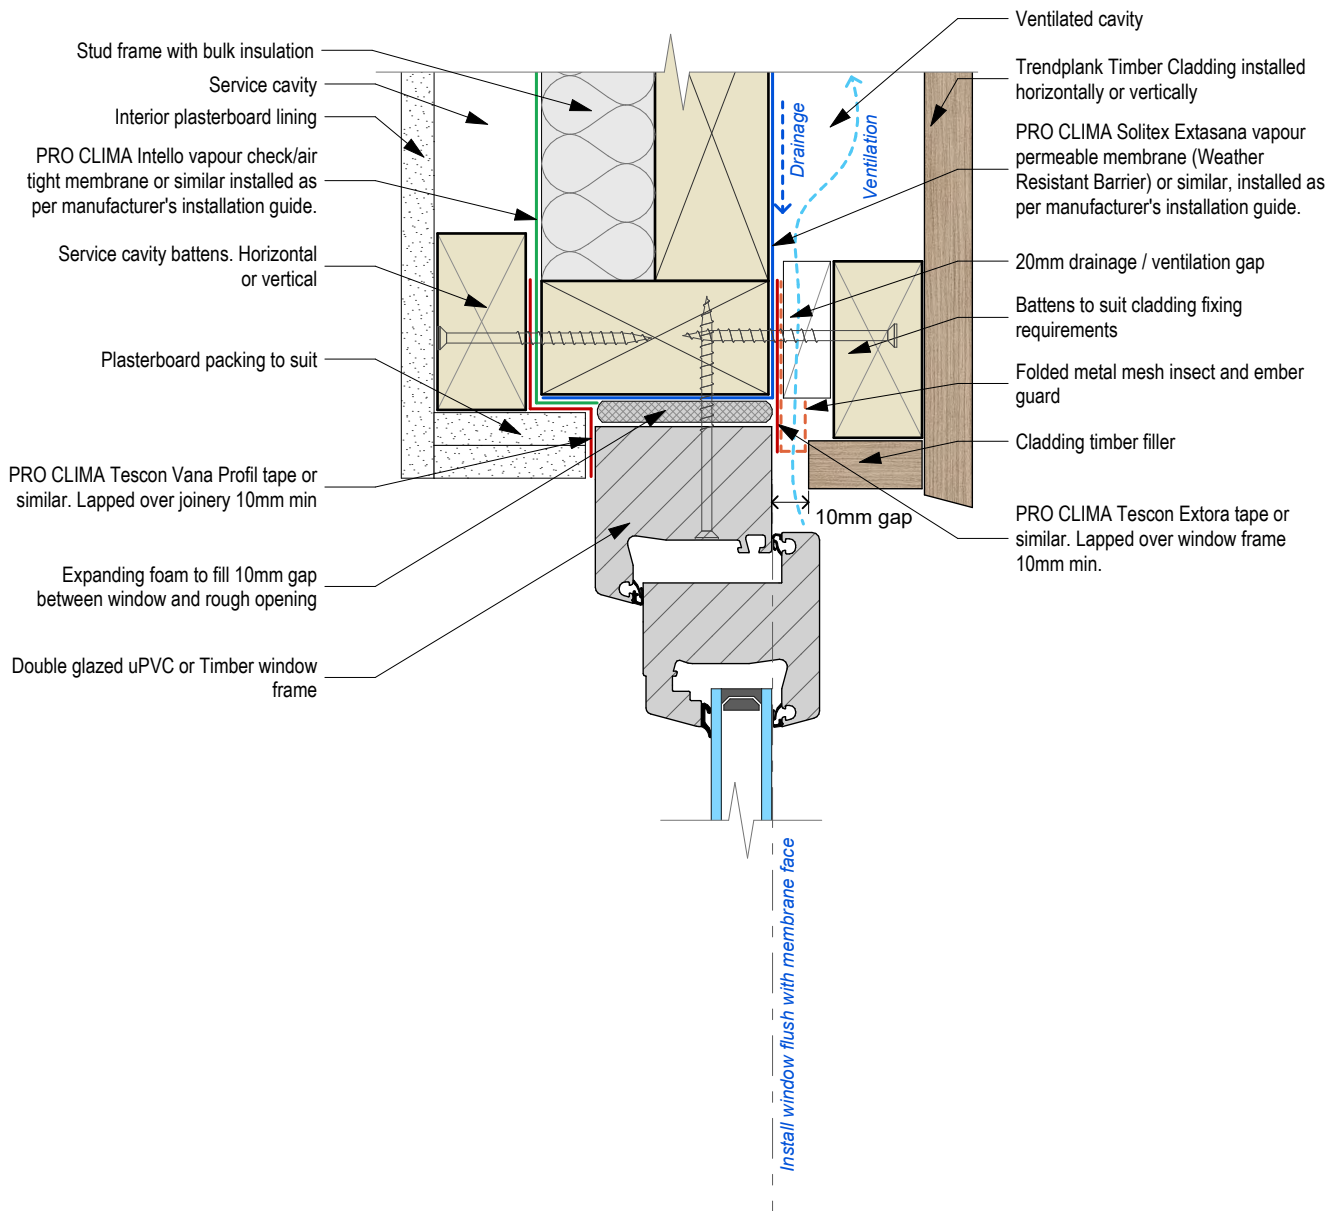 Stud frame with bulk insulation
Service cavity
Interior plasterboard lining
PRO CLIMA Intello vapour check/air
tight membrane or similar installed as
per manufacturer's installation guide.
Service cavity battens. Horizontal
or vertical
Plasterboard packing to suit
PRO CLIMA Tescon Vana Profil tape or
similar. Lapped over joinery 10mm min
Expanding foam to fill 10mm gap
between window and rough opening
Double glazed uPVC or Timber window
frame
Drainage
Ventilation
10mm gap
Install window flush with membrane face
Ventilated cavity
Trendplank Timber Cladding installed
horizontally or vertically
PRO CLIMA Solitex Extasana vapour
permeable membrane (Weather
Resistant Barrier) or similar, installed as
per manufacturer's installation guide.
20mm drainage / ventilation gap
Battens to suit cladding fixing
requirements
Folded metal mesh insect and ember
guard
Cladding timber filler
PRO CLIMA Tescon Extora tape or
similar. Lapped over window frame
10mm min.